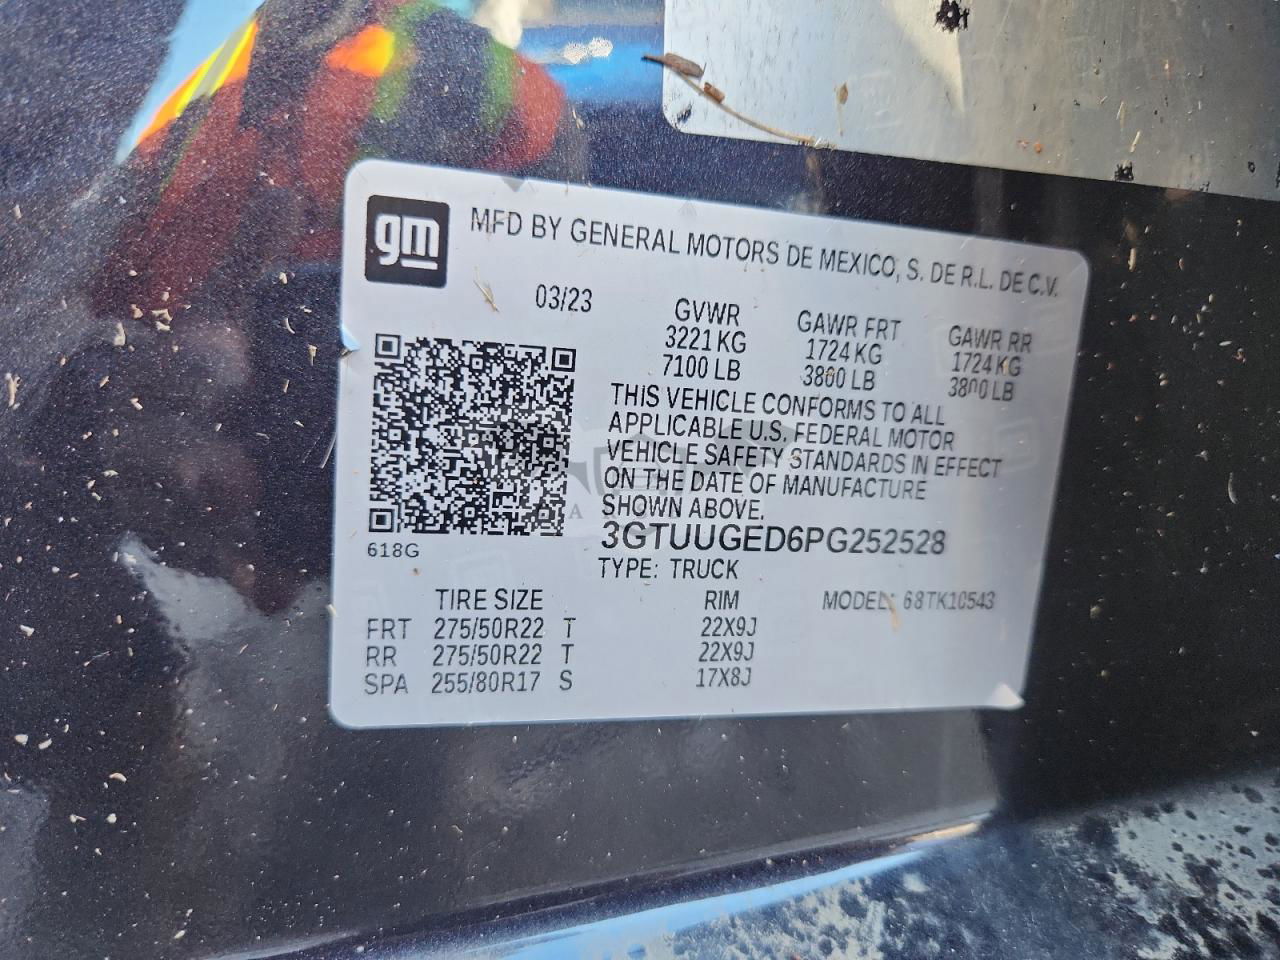 gm
MFD BY GENERAL MOTORS DE MEXICO, S. DE R.L. DE C.V.
03/23
GVWR
3221 KG
7100 LB
GAWR FRT
1724 KG
3800 LB
GAWR RR
1724 KG
3800 LB
THIS VEHICLE CONFORMS TO ALL
APPLICABLE U.S. FEDERAL MOTOR
VEHICLE SAFETY STANDARDS IN EFFECT
ON THE DATE OF MANUFACTURE
SHOWN ABOVE.
3GTUUGED6PG252528
TYPE: TRUCK
618G
TIRE SIZE RIM MODEL: 68TK10543
FRT 275/50R22 T 22X9J
RR 275/50R22 T 22X9J
SPA 255/80R17 S 17X8J